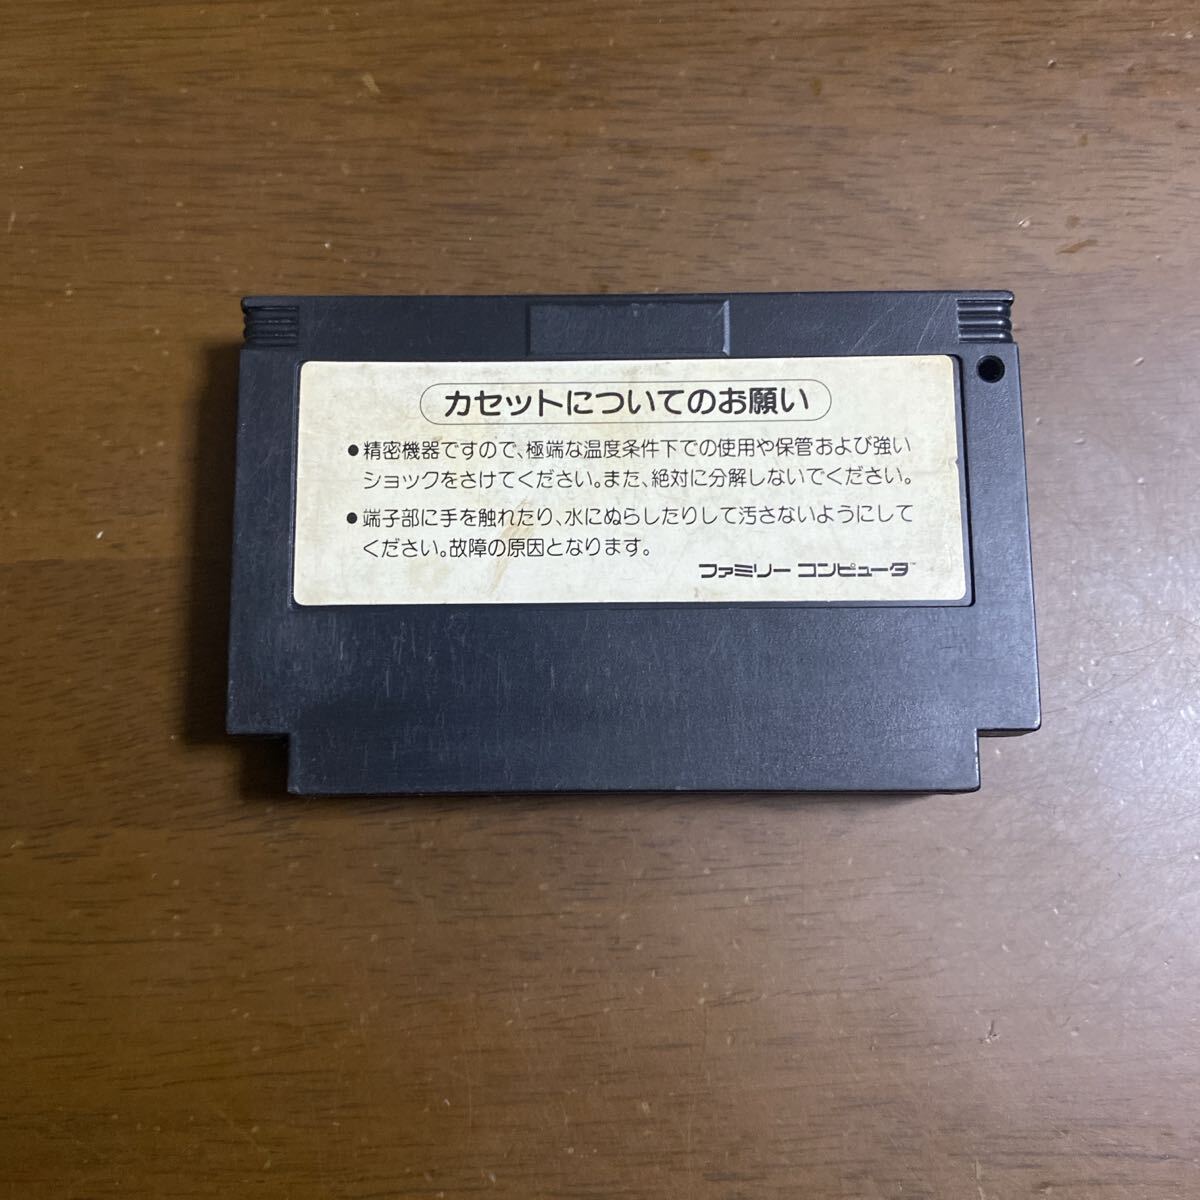 カセットについてのお願い
●精密機器ですので、極端な温度条件下での使用や保管および強い
ショックをさけてください。また、絶対に分解しないでください。
●端子部に手を触れたり、水にぬらしたりして汚さないようにして
ください。故障の原因となります。
ファミリーコンピュータ™